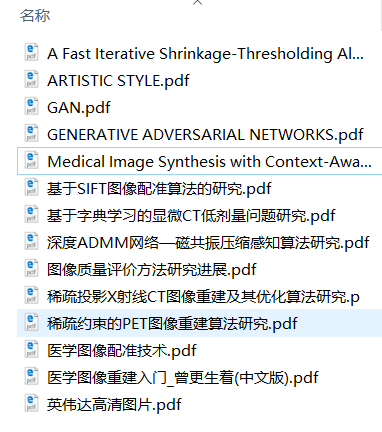 名称
A Fast Iterative Shrinkage-Thresholding Al...
ARTISTIC STYLE.pdf
GAN.pdf
GENERATIVE ADVERSARIAL NETWORKS.pdf
Medical Image Synthesis with Context-Awa...
基于SIFT图像配准算法的研究.pdf
基于字典学习的显微CT低剂量问题研究.pdf
深度ADMM网络—磁共振压缩感知算法研究.pdf
图像质量评价方法研究进展.pdf
稀疏投影X射线CT图像重建及其优化算法研究.p
稀疏约束的PET图像重建算法研究.pdf
医学图像配准技术.pdf
医学图像重建入门_曾更生着(中文版).pdf
英伟达高清图片.pdf